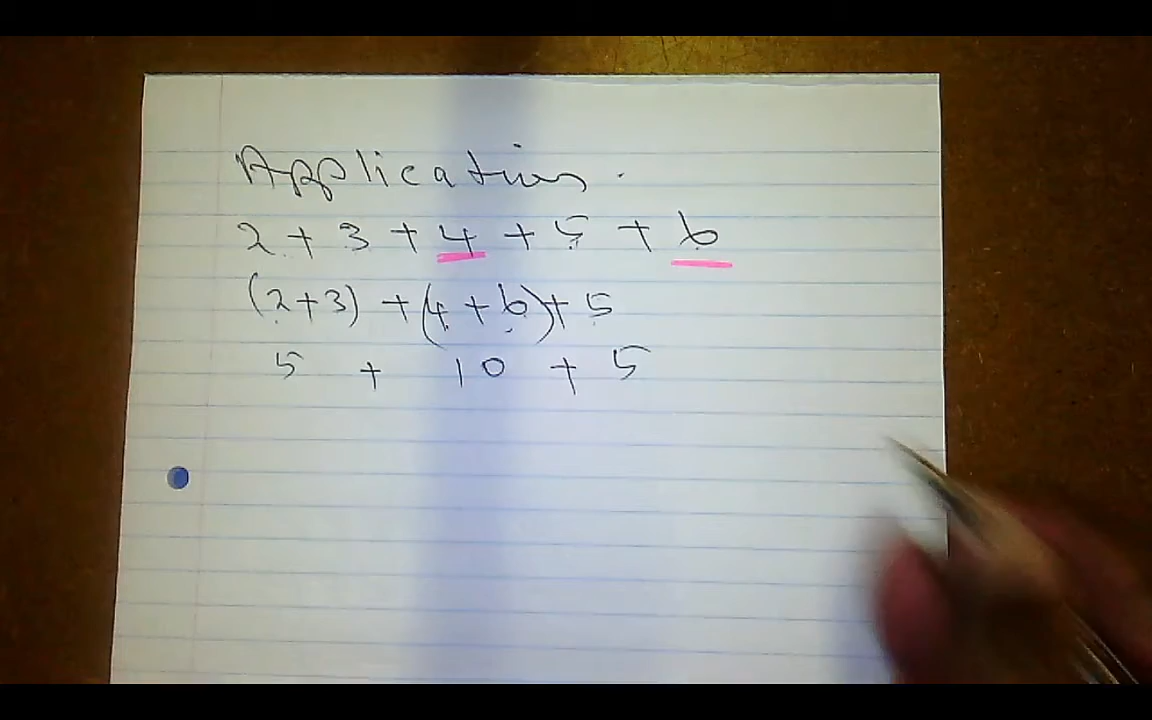 Application.
2 + 3 + 4 + 5 + 6
(2+3) + (4 + 6) + 5
5 + 10 + 5